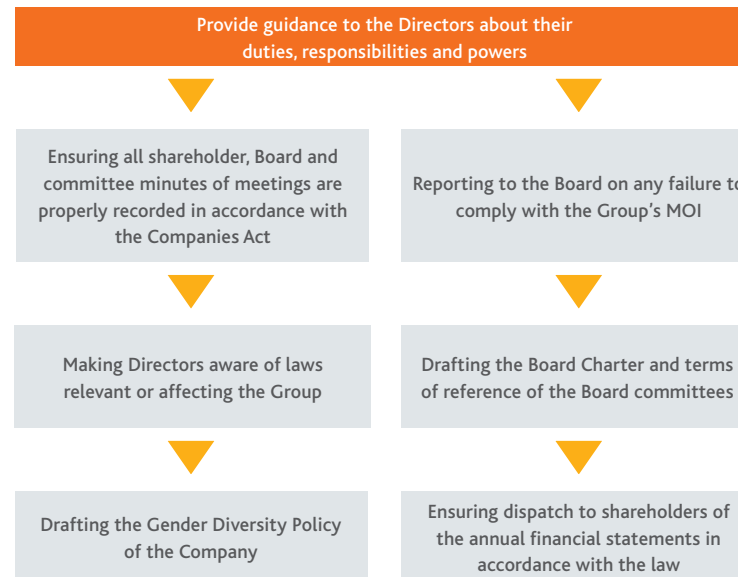 Provide guidance to the Directors about their
duties, responsibilities and powers
Ensuring all shareholder, Board and
committee minutes of meetings are
properly recorded in accordance with
the Companies Act
Reporting to the Board on any failure to
comply with the Group's MOI
Making Directors aware of laws
relevant or affecting the Group
Drafting the Board Charter and terms
of reference of the Board committees
Drafting the Gender Diversity Policy
of the Company
Ensuring dispatch to shareholders of
the annual financial statements in
accordance with the law